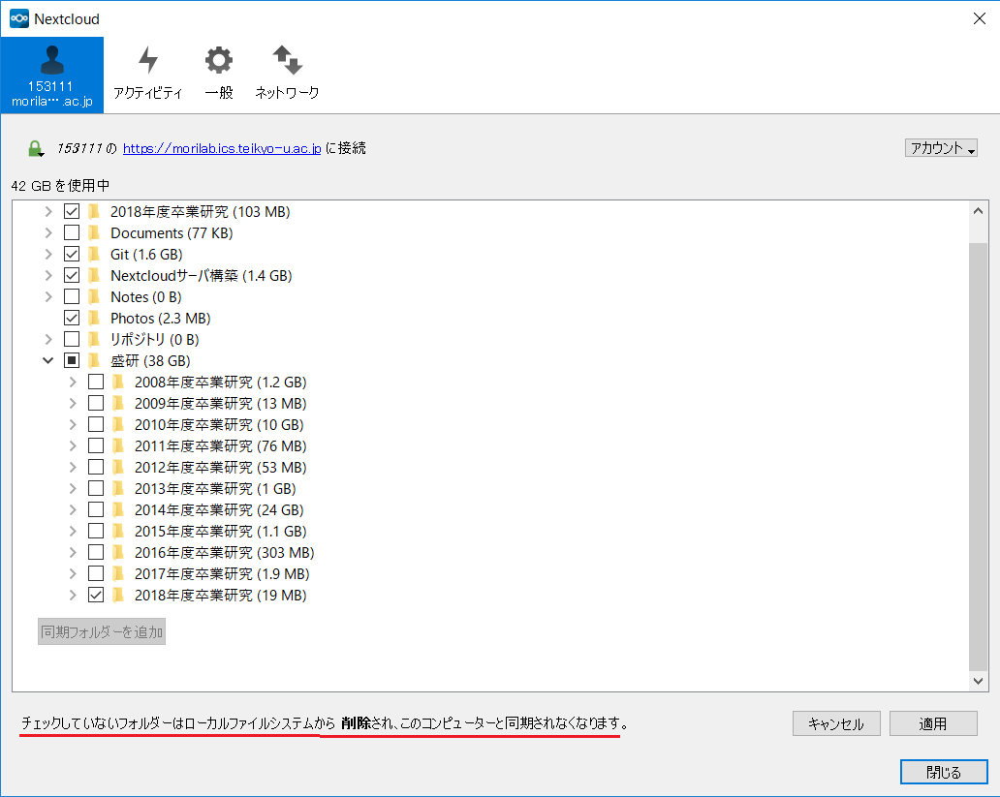 Nextcloud
153111
morila… .ac.jp
アクティビティ
一般
ネットワーク
153111 の https://morilab.ics.teikyo-u.ac.jp に接続
アカウント
42 GB を使用中
2018年度卒業研究 (103 MB)
Documents (77 KB)
Git (1.6 GB)
Nextcloudサーバ構築 (1.4 GB)
Notes (0 B)
Photos (2.3 MB)
リポジトリ (0 B)
盛研 (38 GB)
2008年度卒業研究 (1.2 GB)
2009年度卒業研究 (13 MB)
2010年度卒業研究 (10 GB)
2011年度卒業研究 (76 MB)
2012年度卒業研究 (53 MB)
2013年度卒業研究 (1 GB)
2014年度卒業研究 (24 GB)
2015年度卒業研究 (1.1 GB)
2016年度卒業研究 (303 MB)
2017年度卒業研究 (1.9 MB)
2018年度卒業研究 (19 MB)
同期フォルダーを追加
チェックしていないフォルダーはローカルファイルシステムから 削除され、このコンピューターと同期されなくなります。
キャンセル
適用
閉じる